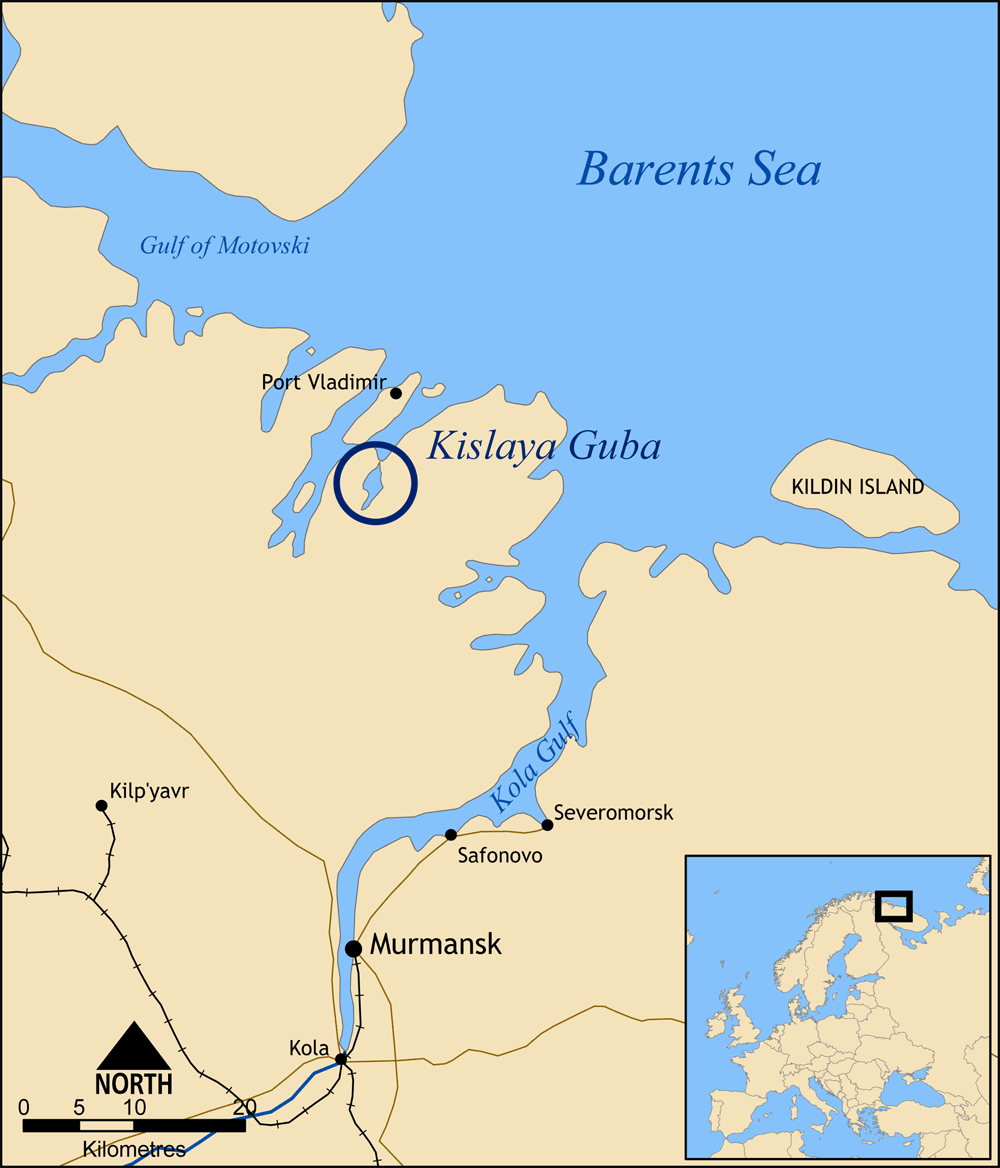 Barents Sea
Gulf of Motovski
Port Vladimir
Kislaya Guba
KILDIN ISLAND
Kola Gulf
Kilp'yavr
Severomorsk
Safonovo
Murmansk
Kola
NORTH
0 5 10 20
Kilometres